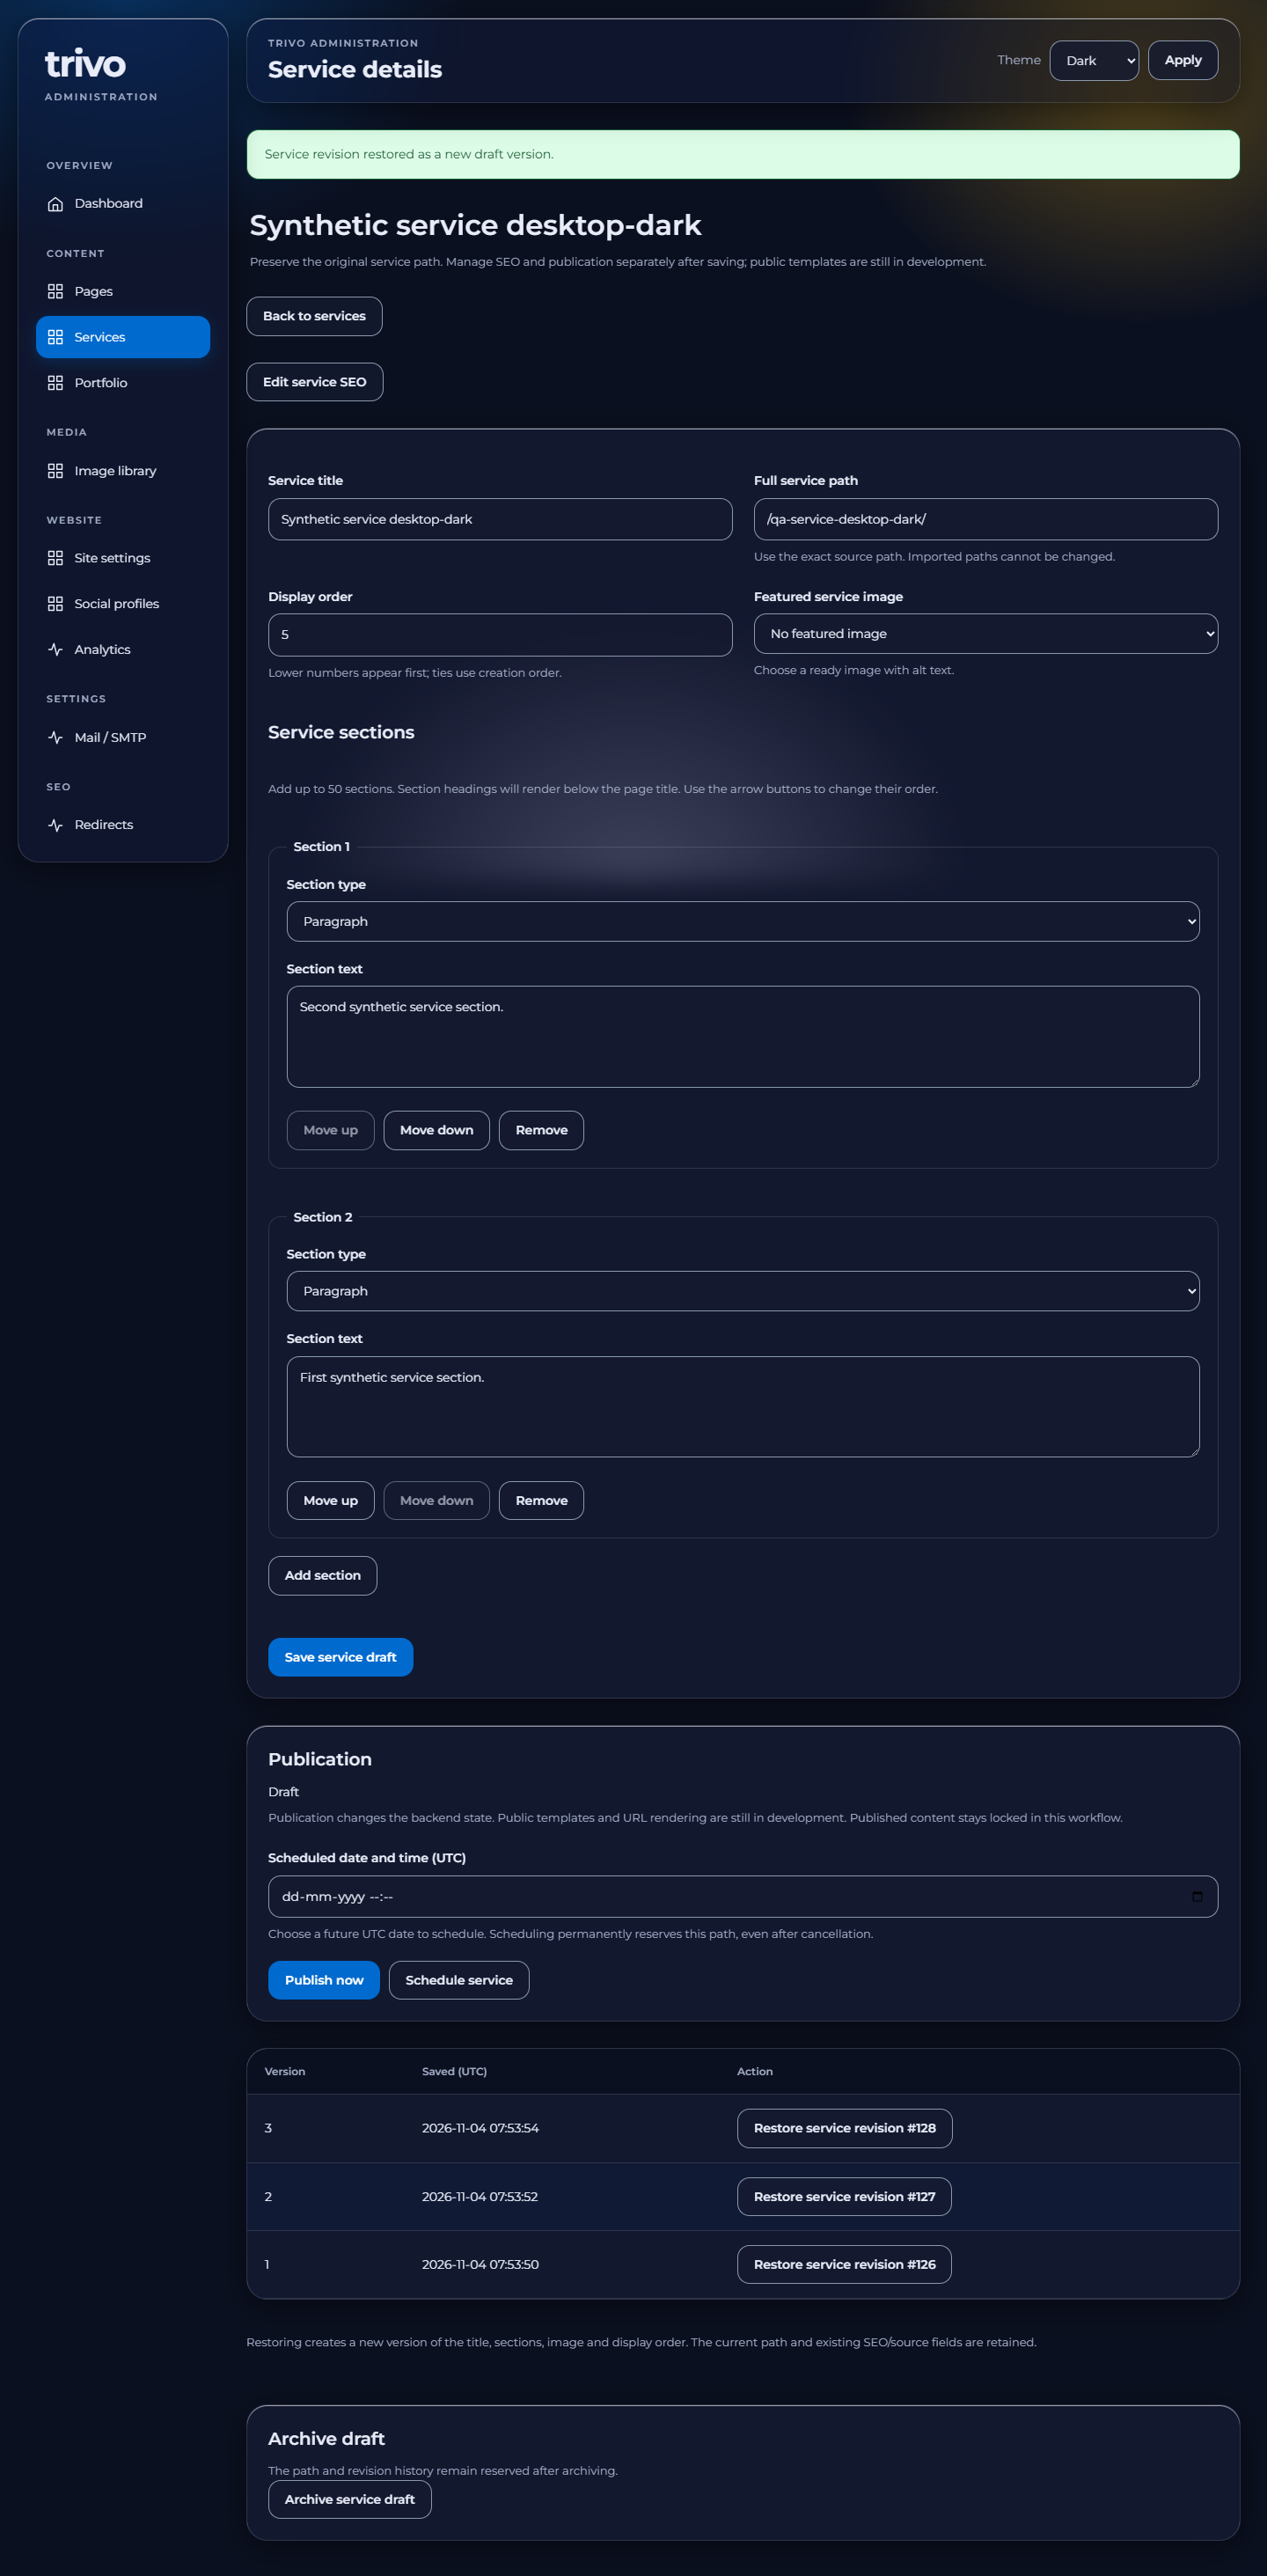 trivo
ADMINISTRATION
OVERVIEW
Dashboard
CONTENT
Pages
Services
Portfolio
MEDIA
Image library
WEBSITE
Site settings
Social profiles
Analytics
SETTINGS
Mail / SMTP
SEO
Redirects
TRIVO ADMINISTRATION
Service details
Theme
Dark
Apply
Service revision restored as a new draft version.
Synthetic service desktop-dark
Preserve the original service path. Manage SEO and publication separately after saving; public templates are still in development.
Back to services
Edit service SEO
Service title
Synthetic service desktop-dark
Full service path
/qa-service-desktop-dark/
Use the exact source path. Imported paths cannot be changed.
Display order
5
Lower numbers appear first; ties use creation order.
Featured service image
No featured image
Choose a ready image with alt text.
Service sections
Add up to 50 sections. Section headings will render below the page title. Use the arrow buttons to change their order.
Section 1
Section type
Paragraph
Section text
Second synthetic service section.
Move up Move down Remove
Section 2
Section type
Paragraph
Section text
First synthetic service section.
Move up Move down Remove
Add section
Save service draft
Publication
Draft
Publication changes the backend state. Public templates and URL rendering are still in development. Published content stays locked in this workflow.
Scheduled date and time (UTC)
dd-mm-yyyy --:--
Choose a future UTC date to schedule. Scheduling permanently reserves this path, even after cancellation.
Publish now Schedule service
Version Saved (UTC) Action
3 2026-11-04 07:53:54 Restore service revision #128
2 2026-11-04 07:53:52 Restore service revision #127
1 2026-11-04 07:53:50 Restore service revision #126
Restoring creates a new version of the title, sections, image and display order. The current path and existing SEO/source fields are retained.
Archive draft
The path and revision history remain reserved after archiving.
Archive service draft